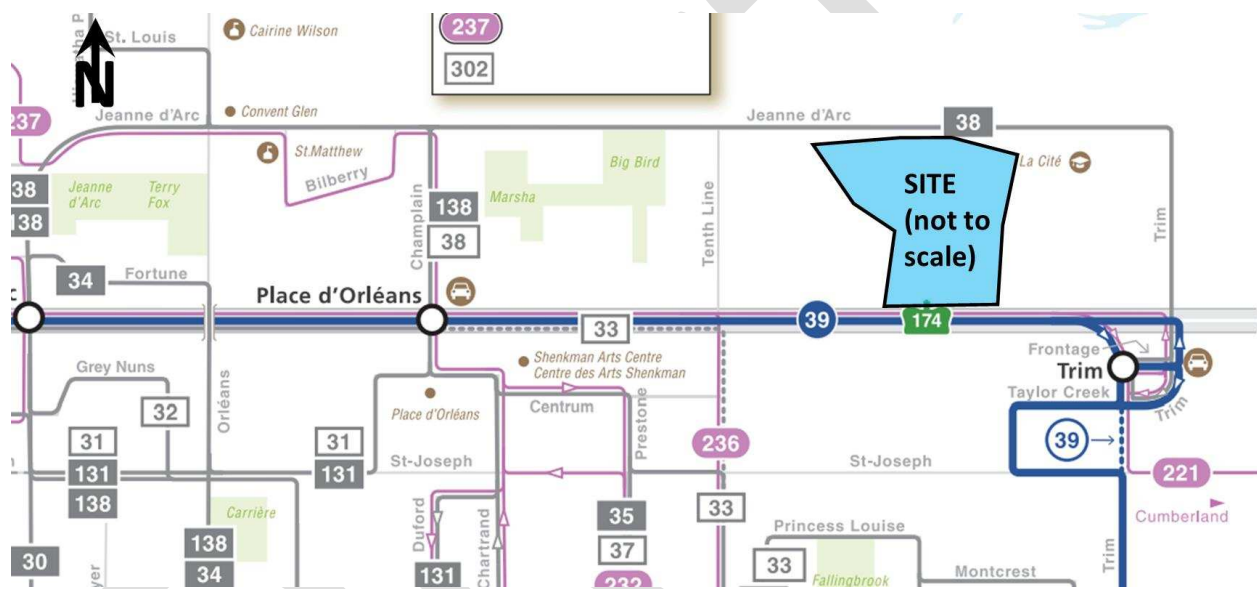 237
302
N
St. Louis
Cairine Wilson
Jeanne d'Arc
Convent Glen
Jeanne d'Arc
38
237
St.Matthew
Bilberry
Big Bird
La Cité
SITE
(not to
scale)
38
138
Jeanne
d'Arc
Terry
Fox
Champlain
138
38
Marsha
Tenth Line
Trim
34
Fortune
Place d'Orléans
33
39
174
Frontage
Trim
Taylor Creek
Trim
Grey Nuns
32
Orléans
Shenkman Arts Centre
Centre des Arts Shenkman
Place d'Orléans
Centrum
Prestone
236
39
31
131
138
31
131
St-Joseph
St-Joseph
221
Cumberland
Carrière
Duford
Chartrand
35
37
232
33
Princess Louise
33
Fallingbrook
Montcrest
Trim
30
138
34
131